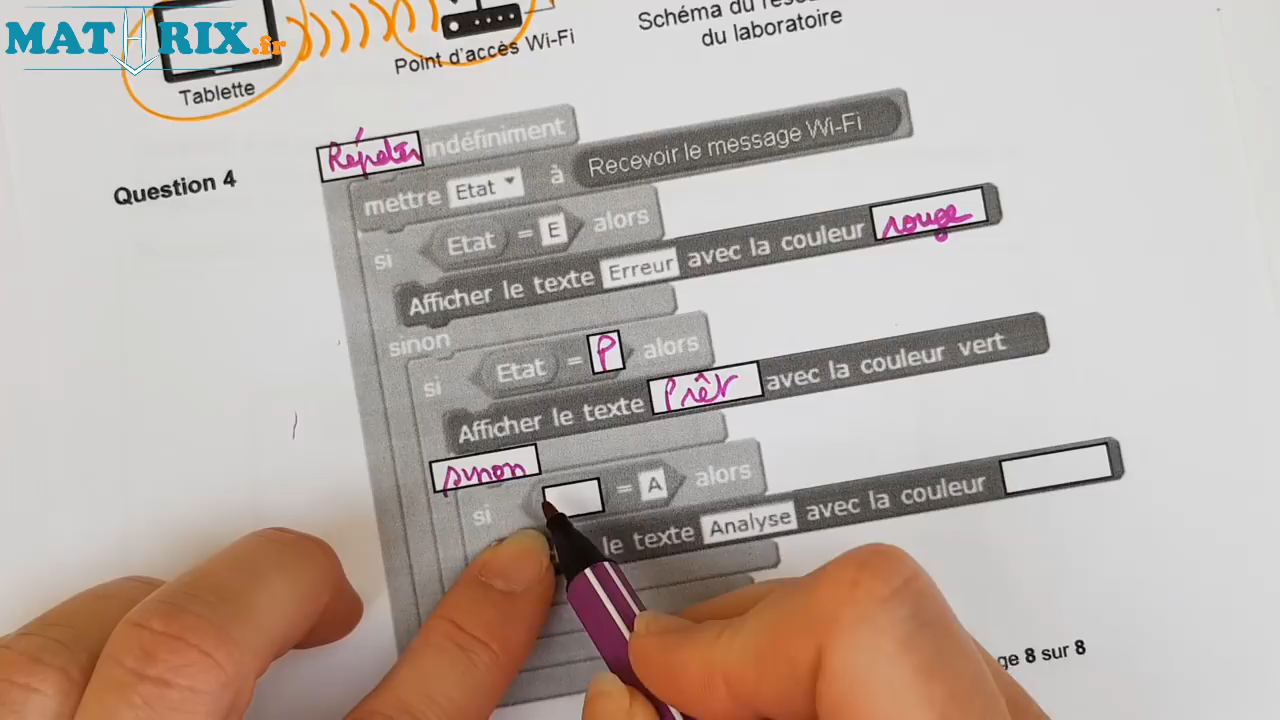 MATHRIX.fr
Tablette
Point d'accès Wi-Fi
Schéma du
du laboratoire
Question 4
Répéter indéfiniment
mettre Etat à Recevoir le message Wi-Fi
si Etat = E alors
Afficher le texte Erreur avec la couleur rouge
sinon
si Etat = P alors
Afficher le texte Prêt avec la couleur vert
sinon
si = A alors
le texte Analyse avec la couleur
8 sur 8